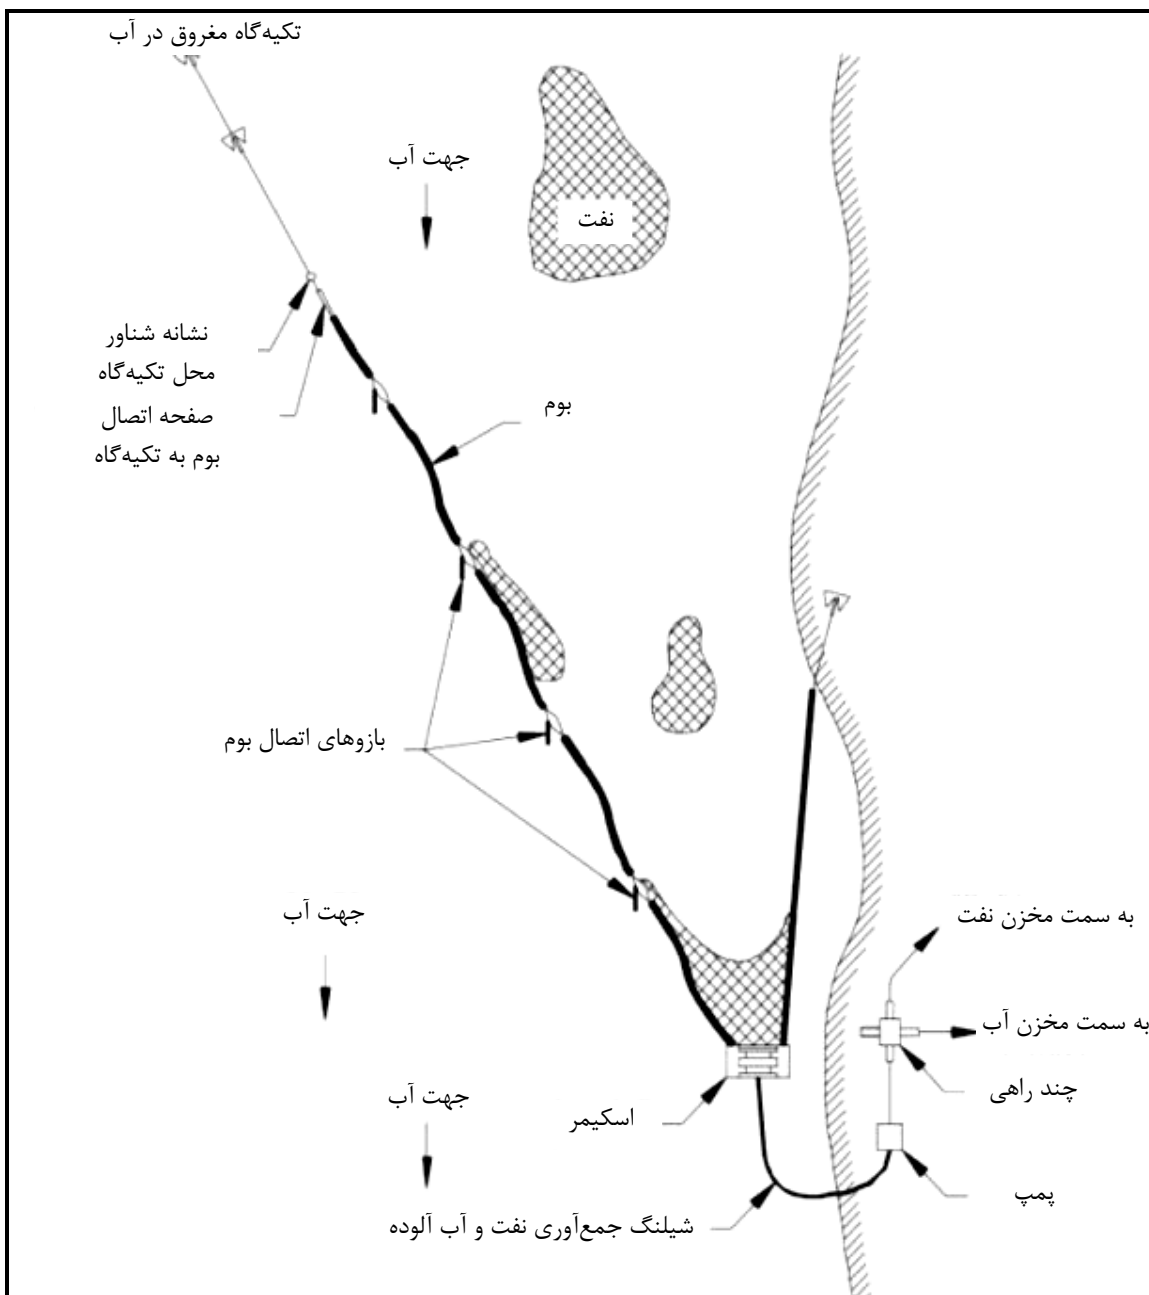 تکیه‌گاه مغروق در آب
جهت آب
نفت
نشانه شناور
محل تکیه‌گاه
صفحه اتصال
بوم به تکیه‌گاه
بوم
بازوهای اتصال بوم
جهت آب
به سمت مخزن نفت
به سمت مخزن آب
چند راهی
جهت آب
اسکیمر
پمپ
شیلنگ جمع‌آوری نفت و آب آلوده